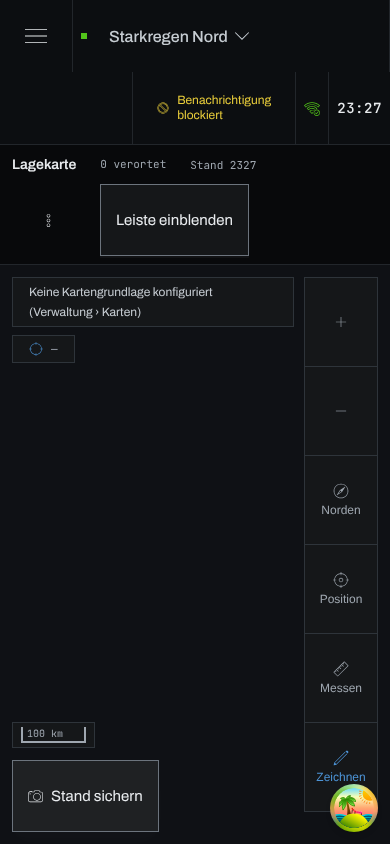 Starkregen Nord
Benachrichtigung
blockiert
23:27
Lagekarte
0 verortet
Stand 2327
Leiste einblenden
Keine Kartengrundlage konfiguriert
(Verwaltung › Karten)
–
+
−
Norden
Position
Messen
100 km
Zeichnen
Stand sichern